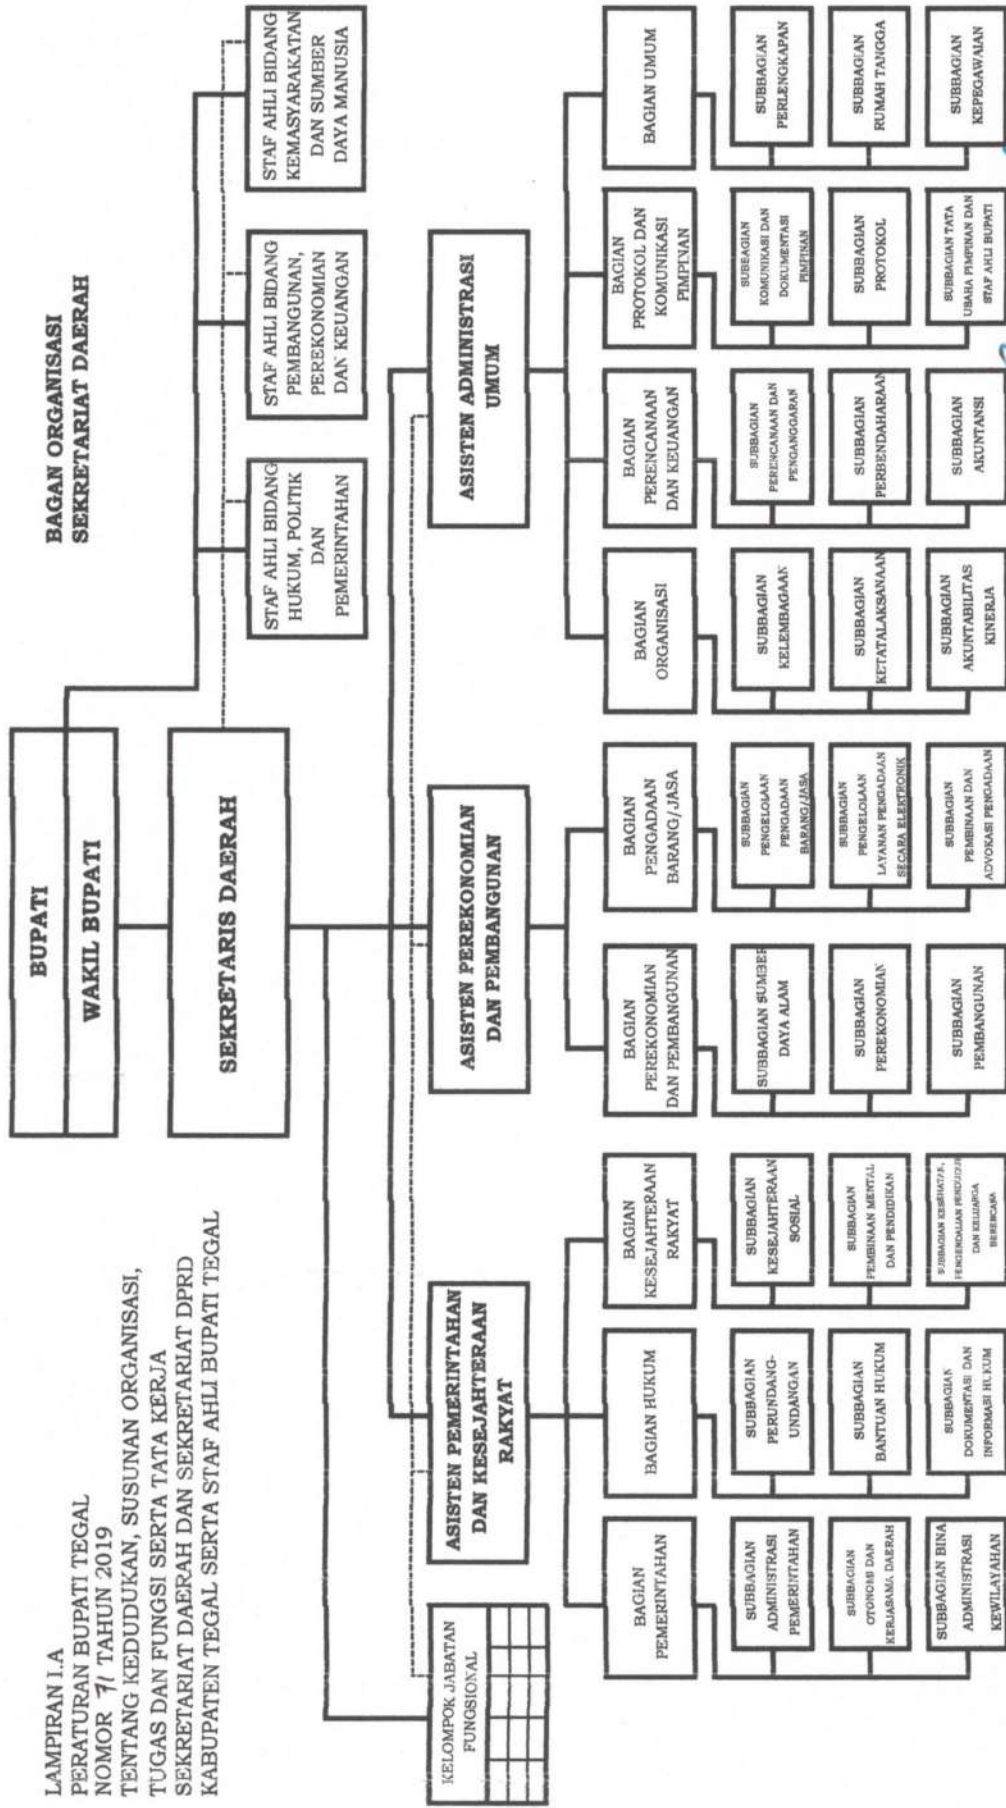 LAMPIRAN I.A
PERATURAN BUPATI TEGAL
NOMOR 71 TAHUN 2019
TENTANG KEDUDUKAN, SUSUNAN ORGANISASI,
TUGAS DAN FUNGSI SERTA TATA KERJA
SEKRETARIAT DAERAH DAN SEKRETARIAT DPRD
KABUPATEN TEGAL SERTA STAF AHLI BUPATI TEGAL
BAGAN ORGANISASI
SEKRETARIAT DAERAH
BUPATI
WAKIL BUPATI
SEKRETARIS DAERAH
STAF AHLI BIDANG
HUKUM, POLITIK
DAN
PEMERINTAHAN
STAF AHLI BIDANG
PEMBANGUNAN,
PEREKONOMIAN
DAN KEUANGAN
STAF AHLI BIDANG
KEMASYARAKATAN
DAN SUMBER
DAYA MANUSIA
KELOMPOK JABATAN
FUNGSIONAL
ASISTEN PEMERINTAHAN
DAN KESEJAHTERAAN
RAKYAT
ASISTEN PEREKONOMIAN
DAN PEMBANGUNAN
ASISTEN ADMINISTRASI
UMUM
BAGIAN
PEMERINTAHAN
SUBBAGIAN
ADMINISTRASI
PEMERINTAHAN
SUBBAGIAN
OTONOMI DAN
KERJASAMA DAERAH
SUBBAGIAN BINA
ADMINISTRASI
KEWILAYAHAN
BAGIAN HUKUM
SUBBAGIAN
PERUNDANG-
UNDANGAN
SUBBAGIAN
BANTUAN HUKUM
SUBBAGIAN
DOKUMENTASI DAN
INFORMASI HUKUM
BAGIAN
KESEJAHTERAAN
RAKYAT
SUBBAGIAN
KESEJAHTERAAN
SOSIAL
SUBBAGIAN
PEMBINAAN MENTAL
DAN PENDIDIKAN
SUBBAGIAN KESEHATAN,
PENGENDALIAN PENDUDUK
DAN KELUARGA
BERENCANA
BAGIAN
PEREKONOMIAN
DAN PEMBANGUNAN
SUBBAGIAN SUMBER
DAYA ALAM
SUBBAGIAN
PEREKONOMIAN
SUBBAGIAN
PEMBANGUNAN
BAGIAN
PENGADAAN
BARANG/JASA
SUBBAGIAN
PENGELOLAAN
PENGADAAN
BARANG/JASA
SUBBAGIAN
PENGELOLAAN
LAYANAN PENGADAAN
SECARA ELEKTRONIK
SUBBAGIAN
PEMBINAAN DAN
ADVOKASI PENGADAAN
BAGIAN
ORGANISASI
SUBBAGIAN
KELEMBAGAAN
SUBBAGIAN
KETATALAKSANAAN
SUBBAGIAN
AKUNTABILITAS
KINERJA
BAGIAN
PERENCANAAN
DAN KEUANGAN
SUBBAGIAN
PERENCANAAN DAN
PENGANGGARAN
SUBBAGIAN
PERBENDAHARAAN
SUBBAGIAN
AKUNTANSI
BAGIAN
PROTOKOL DAN
KOMUNIKASI
PIMPINAN
SUBBAGIAN
KOMUNIKASI DAN
DOKUMENTASI
PIMPINAN
SUBBAGIAN
PROTOKOL
SUBBAGIAN TATA
USAHA PIMPINAN DAN
STAF AHLI BUPATI
BAGIAN UMUM
SUBBAGIAN
PERLENGKAPAN
SUBBAGIAN
RUMAH TANGGA
SUBBAGIAN
KEPEGAWAIAN